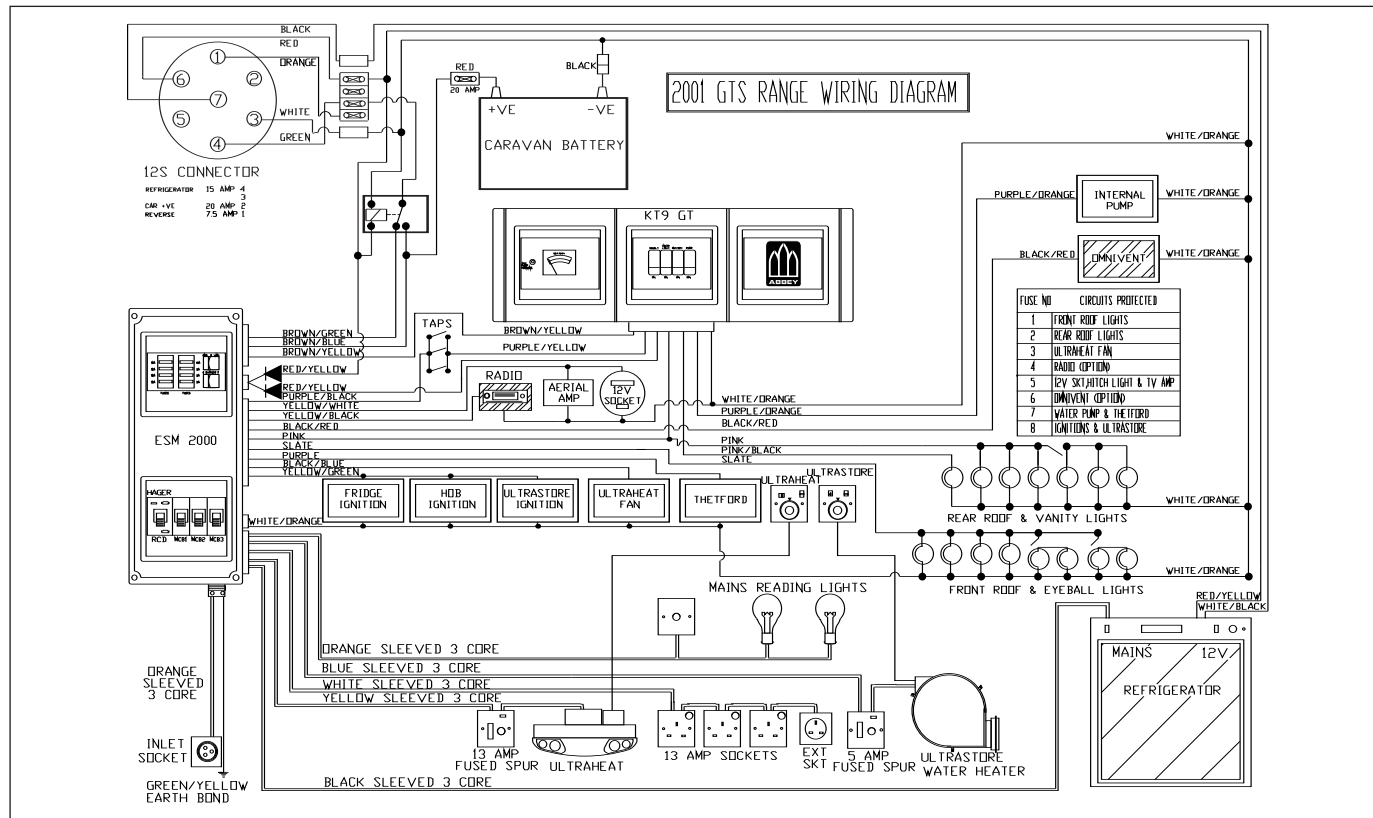 BLACK
RED
ORANGE
WHITE
GREEN
1
2
3
4
5
6
7
12S CONNECTOR
REFRIGERATOR 15 AMP 4
3
CAR +VE 20 AMP 2
REVERSE 7.5 AMP 1
RED
20 AMP
BLACK
+VE -VE
CARAVAN BATTERY
2001 GTS RANGE WIRING DIAGRAM
KT9 GT
ABBEY
WHITE/ORANGE
PURPLE/ORANGE
INTERNAL
PUMP
WHITE/ORANGE
BLACK/RED
OMNIVENT
WHITE/ORANGE
FUSE NO CIRCUITS PROTECTED
1 FRONT ROOF LIGHTS
2 REAR ROOF LIGHTS
3 ULTRAHEAT FAN
4 RADIO (OPTION)
5 12V SKT,HITCH LIGHT & TV AMP
6 OMNIVENT (OPTION)
7 WATER PUMP & THETFORD
8 IGNITIONS & ULTRASTORE
BROWN/GREEN
BROWN/BLUE
BROWN/YELLOW
RED/YELLOW
RED/YELLOW
PURPLE/BLACK
YELLOW/WHITE
YELLOW/BLACK
BLACK/RED
PINK
SLATE
PURPLE
BLACK/BLUE
YELLOW/GREEN
WHITE/ORANGE
TAPS
BROWN/YELLOW
PURPLE/YELLOW
RADIO
AERIAL
AMP
12V
SOCKET
WHITE/ORANGE
PURPLE/ORANGE
BLACK/RED
PINK
PINK/BLACK
SLATE
ESM 2000
HAGER
RCD MCB1 MCB2 MCB3
FRIDGE
IGNITION
HOB
IGNITION
ULTRASTORE
IGNITION
ULTRAHEAT
FAN
THETFORD
ULTRAHEAT
ULTRASTORE
WHITE/ORANGE
REAR ROOF & VANITY LIGHTS
WHITE/ORANGE
FRONT ROOF & EYEBALL LIGHTS
RED/YELLOW
WHITE/BLACK
MAINS READING LIGHTS
ORANGE SLEEVED 3 CORE
BLUE SLEEVED 3 CORE
WHITE SLEEVED 3 CORE
YELLOW SLEEVED 3 CORE
ORANGE
SLEEVED
3 CORE
INLET
SOCKET
GREEN/YELLOW
EARTH BOND
13 AMP
FUSED SPUR
ULTRAHEAT
13 AMP SOCKETS
EXT
SKT
5 AMP
FUSED SPUR
ULTRASTORE
WATER HEATER
BLACK SLEEVED 3 CORE
MAINS 12V
REFRIGERATOR